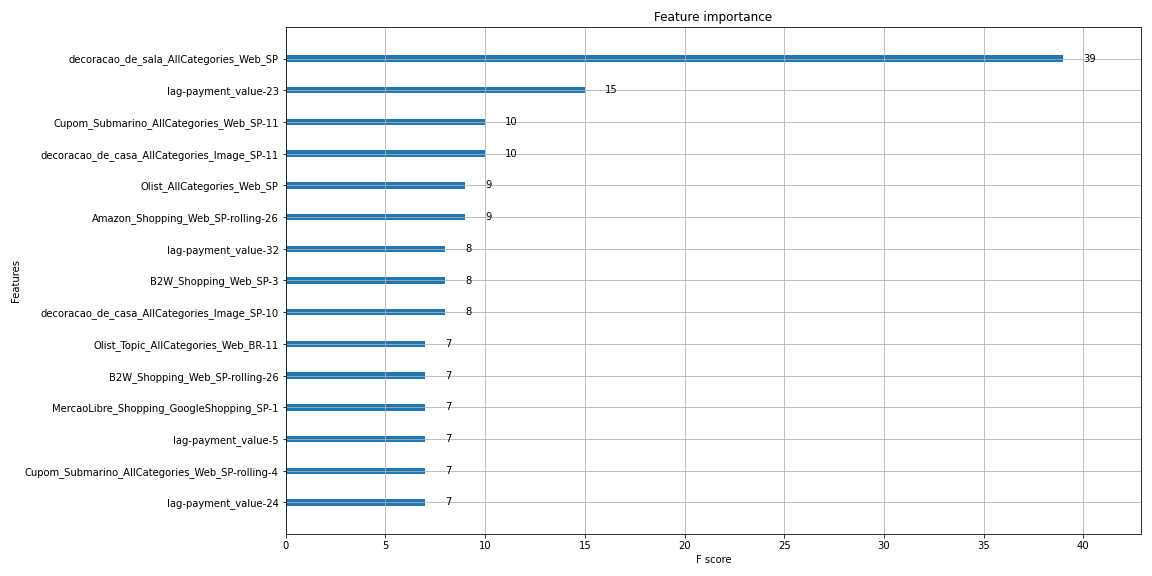 Feature importance
Features
decoracao_de_sala_AllCategories_Web_SP 39
lag-payment_value-23 15
Cupom_Submarino_AllCategories_Web_SP-11 10
decoracao_de_casa_AllCategories_Image_SP-11 10
Olist_AllCategories_Web_SP 9
Amazon_Shopping_Web_SP-rolling-26 9
lag-payment_value-32 8
B2W_Shopping_Web_SP-3 8
decoracao_de_casa_AllCategories_Image_SP-10 8
Olist_Topic_AllCategories_Web_BR-11 7
B2W_Shopping_Web_SP-rolling-26 7
MercaoLibre_Shopping_GoogleShopping_SP-1 7
lag-payment_value-5 7
Cupom_Submarino_AllCategories_Web_SP-rolling-4 7
lag-payment_value-24 7
0 5 10 15 20 25 30 35 40
F score